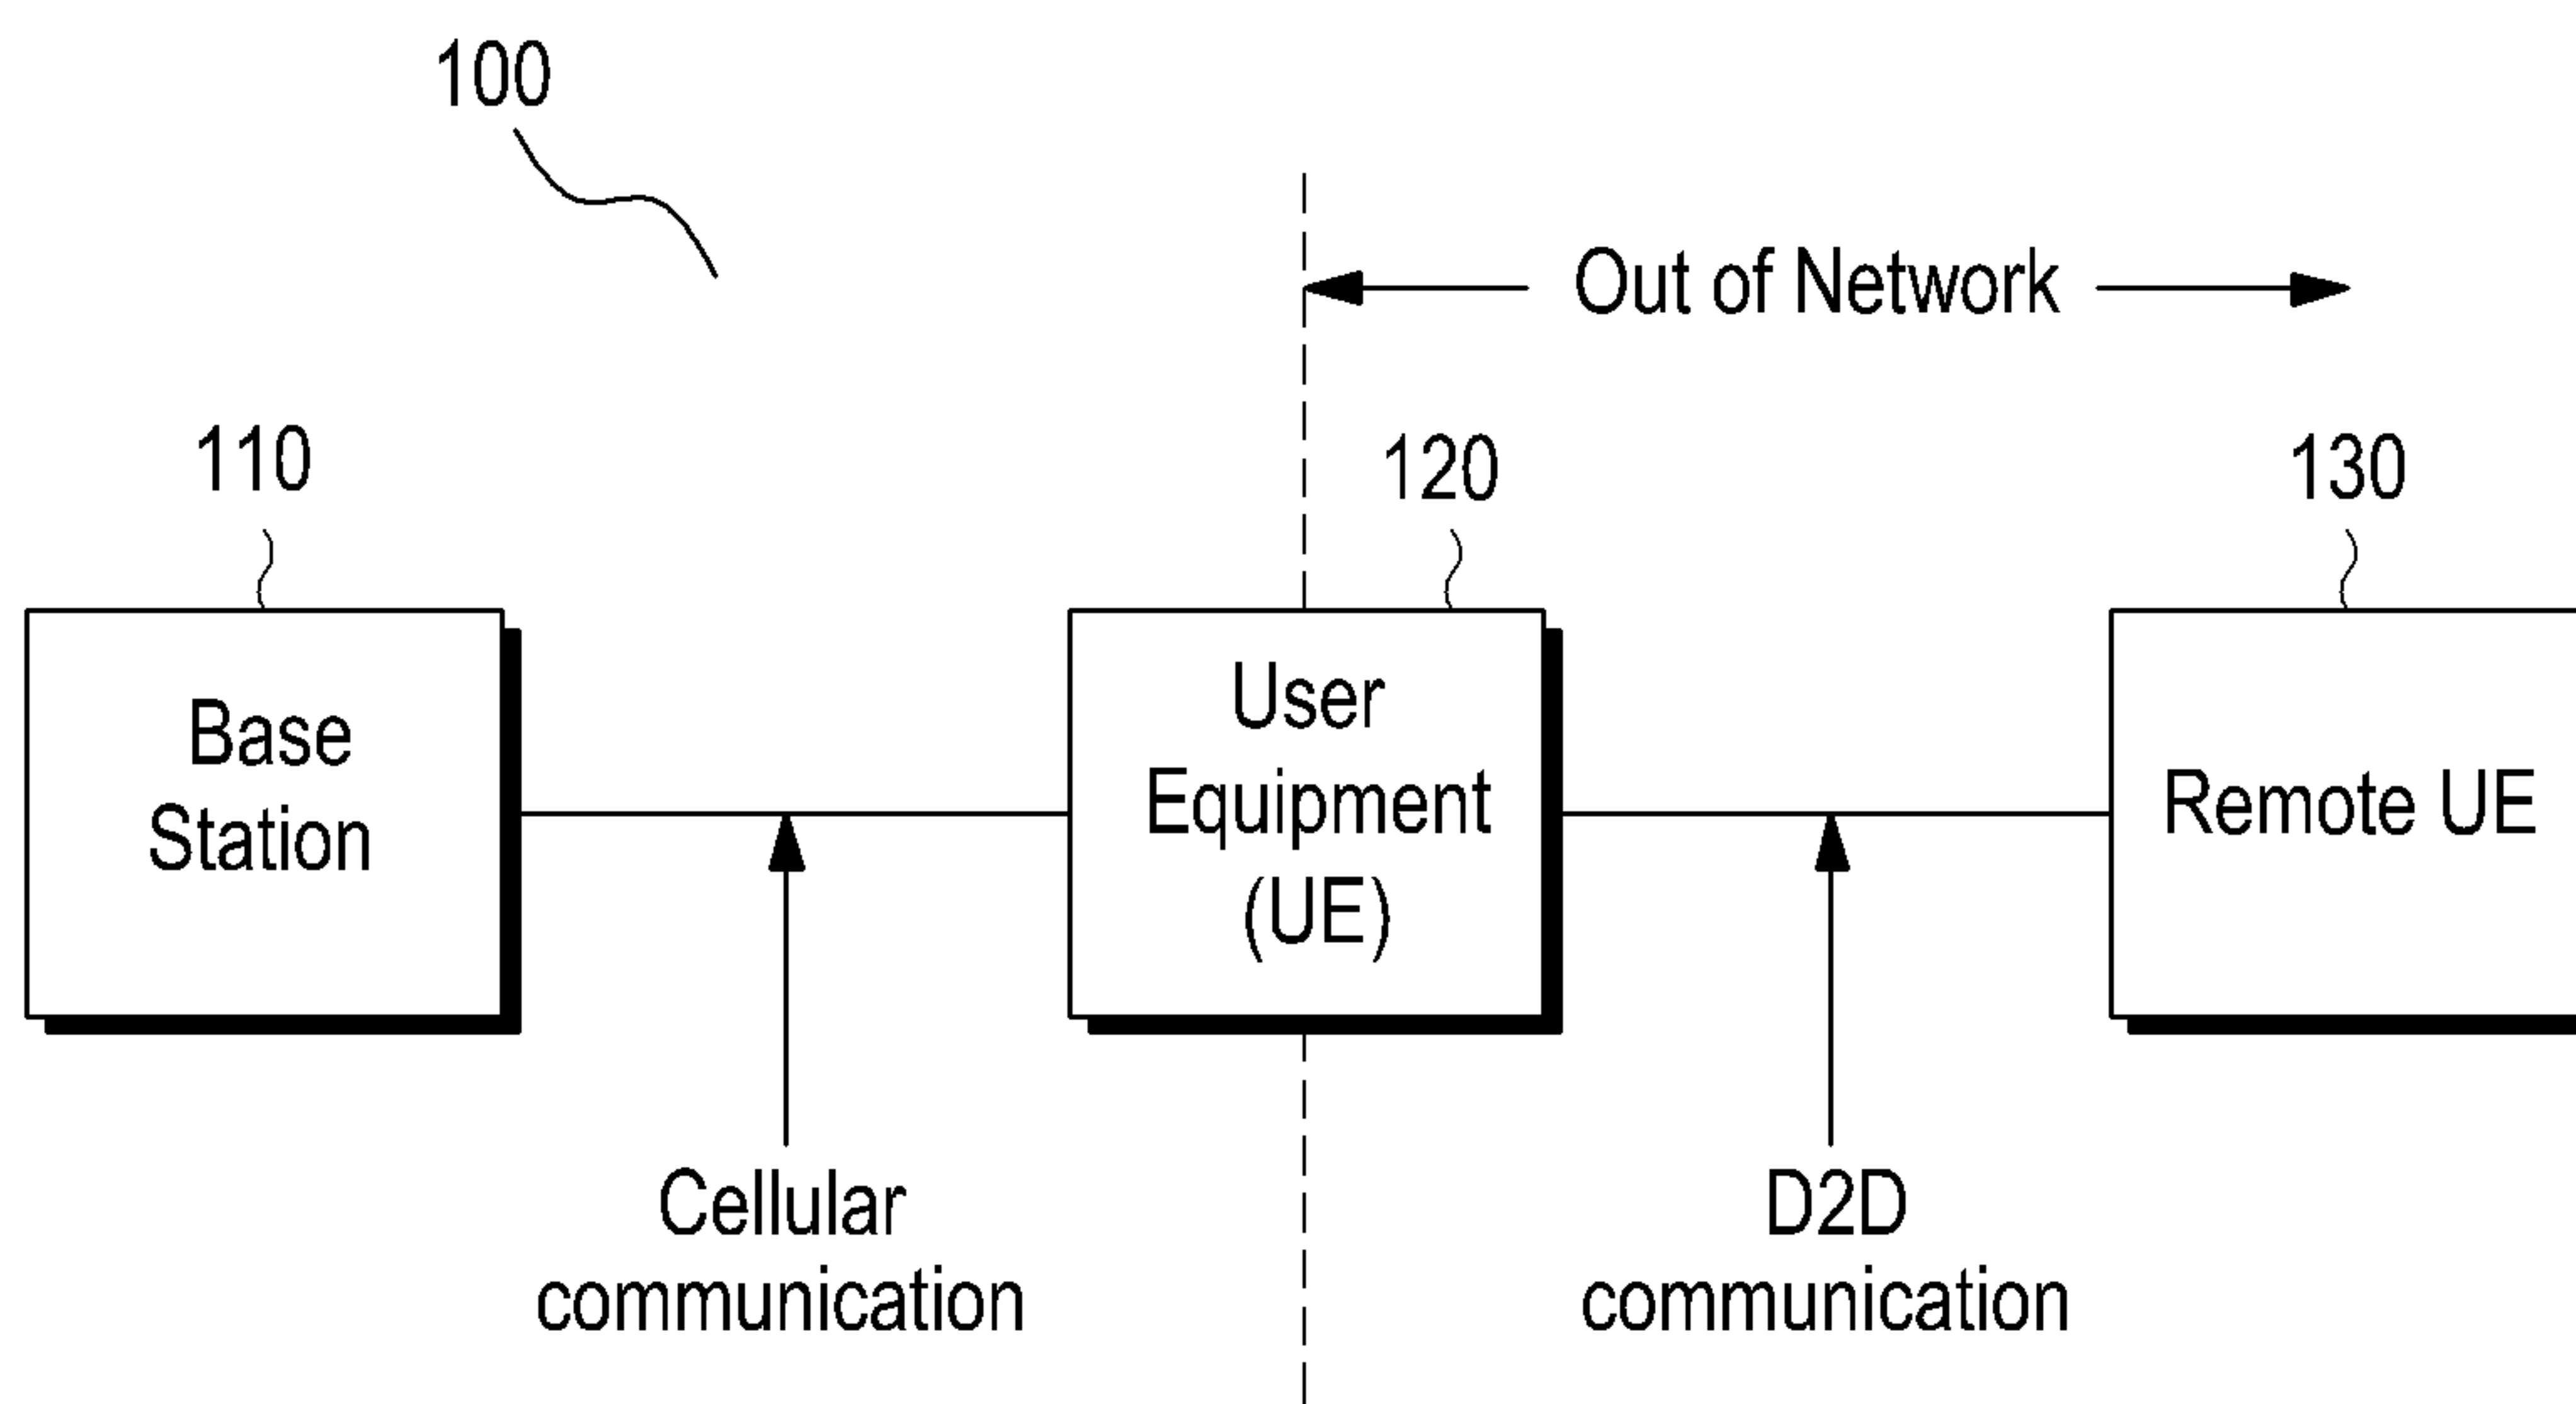 100
Out of Network
110
120
130
Base
Station
User
Equipment
(UE)
Remote UE
Cellular
communication
D2D
communication